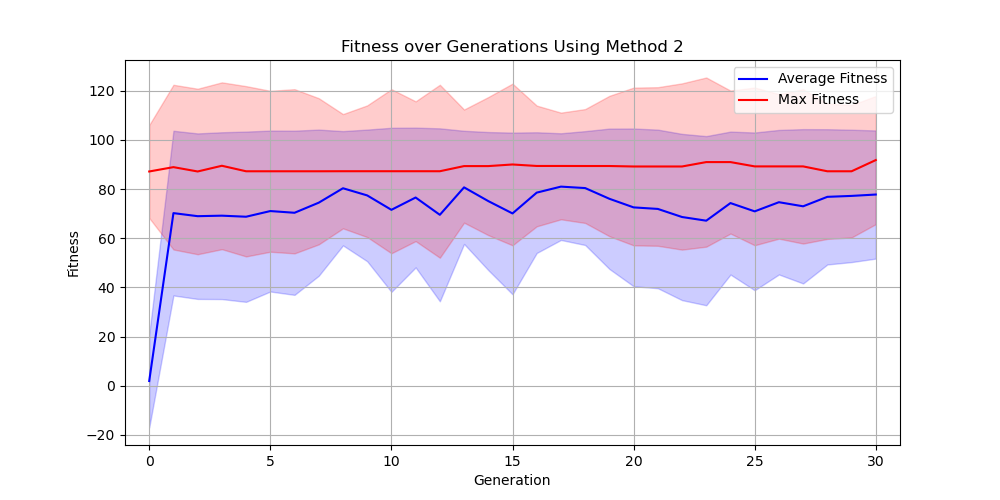 Fitness over Generations Using Method 2
Average Fitness
Max Fitness
Fitness
120
100
80
60
40
20
0
−20
0 5 10 15 20 25 30
Generation